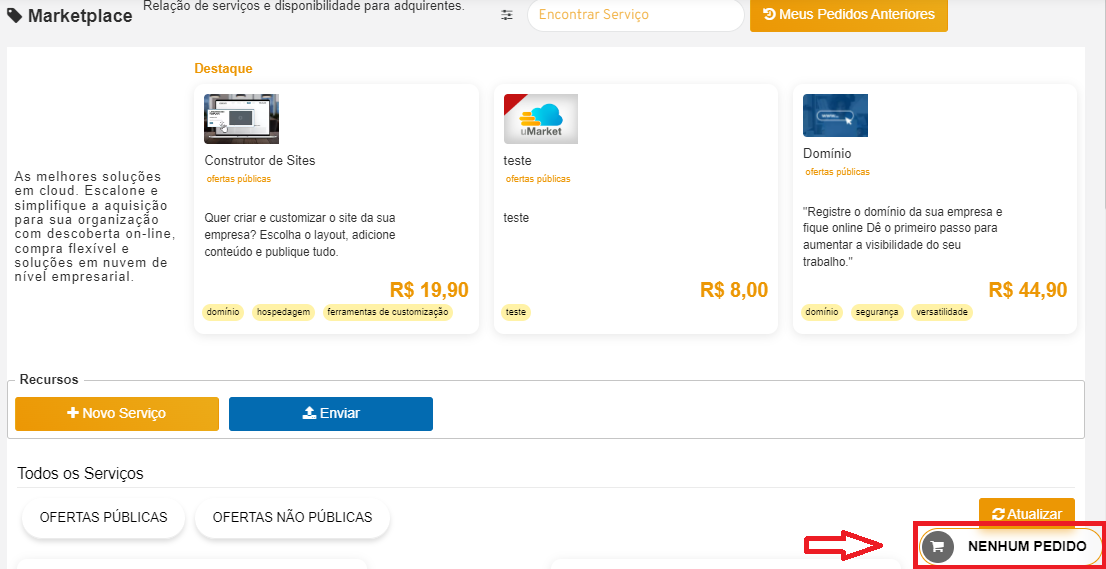 Marketplace
Relação de serviços e disponibilidade para adquirentes.
Encontrar Serviço
Meus Pedidos Anteriores
As melhores soluções
em cloud. Escalone e
simplifique a aquisição
para sua organização
com descoberta on-line,
compra flexível e
soluções em nuvem de
nível empresarial.
Destaque
Construtor de Sites
ofertas públicas
Quer criar e customizar o site da sua
empresa? Escolha o layout, adicione
conteúdo e publique tudo.
R$ 19,90
domínio hospedagem ferramentas de customização
uMarket
teste
ofertas públicas
teste
R$ 8,00
teste
www...
Domínio
ofertas públicas
"Registre o domínio da sua empresa e
fique online Dê o primeiro passo para
aumentar a visibilidade do seu
trabalho."
R$ 44,90
domínio segurança versatilidade
Recursos
Novo Serviço
Enviar
Todos os Serviços
OFERTAS PÚBLICAS
OFERTAS NÃO PÚBLICAS
Atualizar
NENHUM PEDIDO